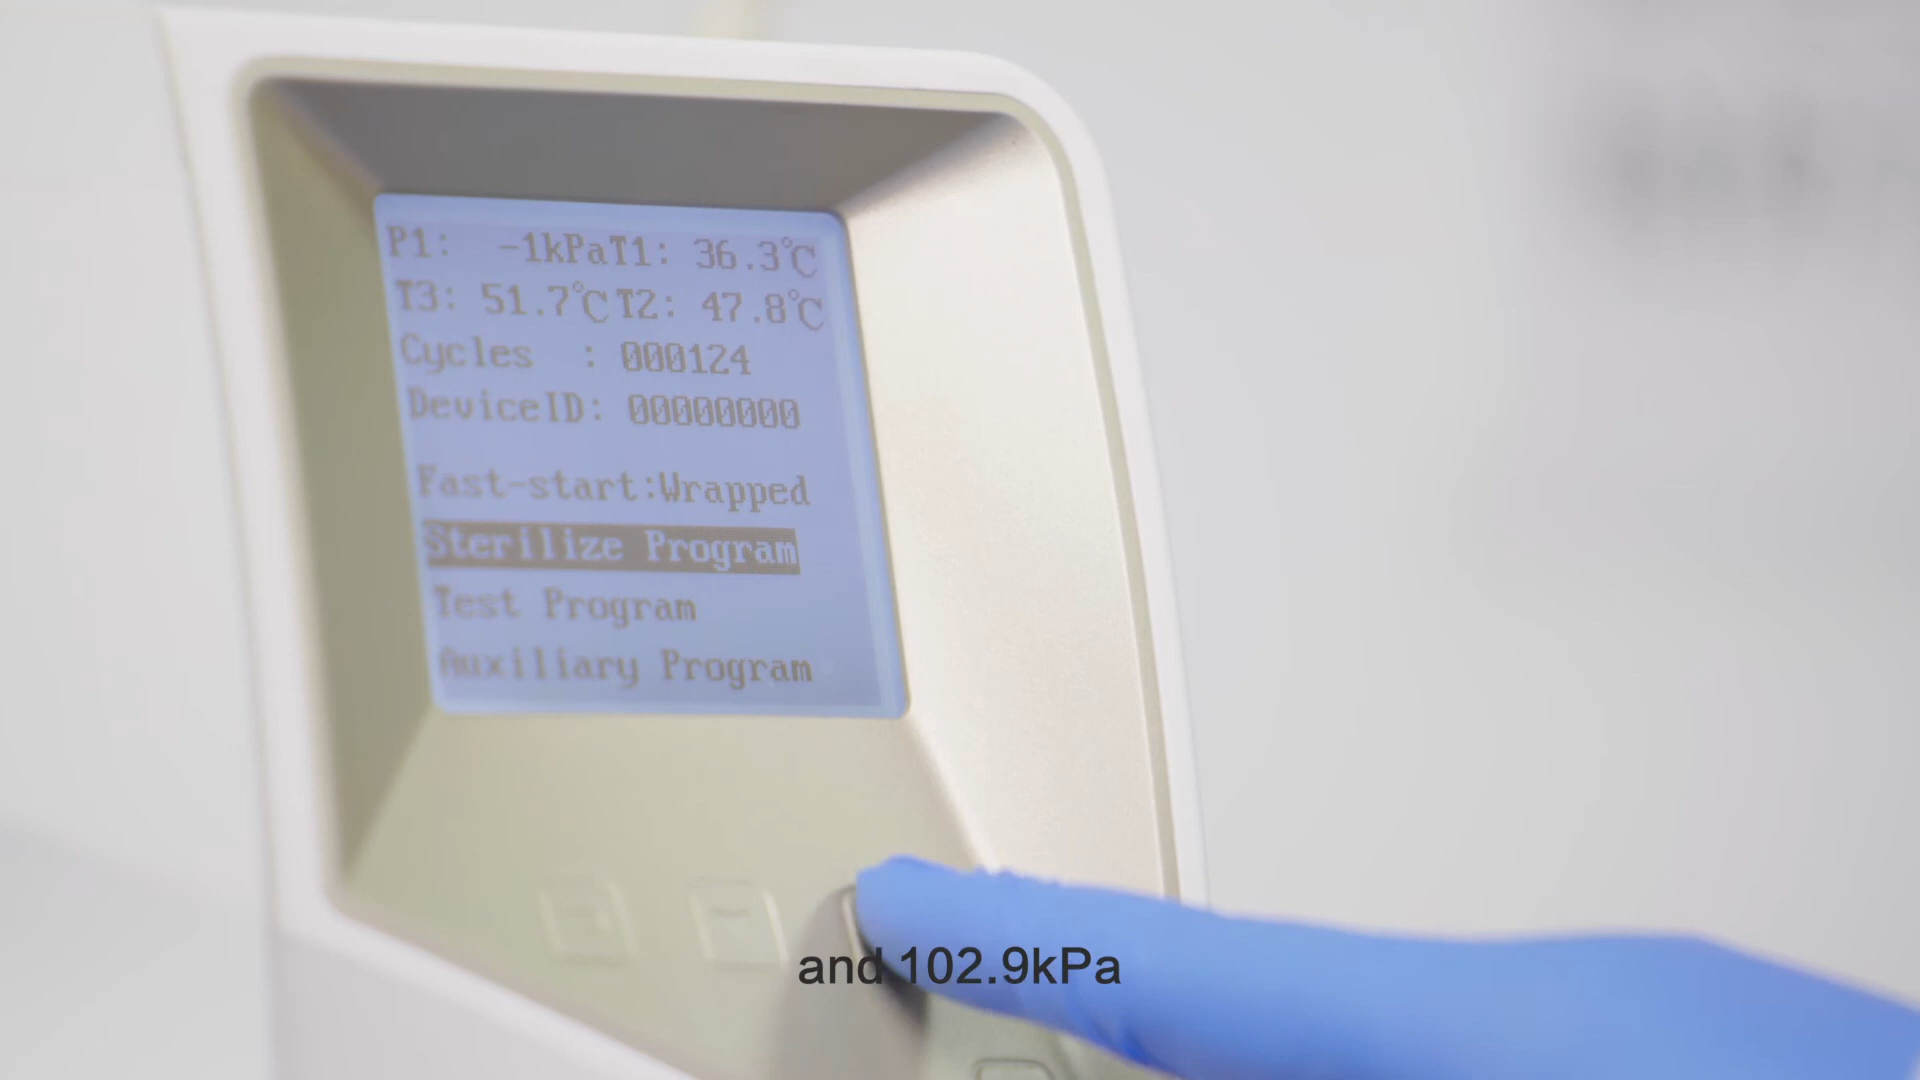 P1: -1kPaT1: 36.3℃
T3: 51.7℃T2: 47.8℃
Cycles : 000124
DeviceID: 00000000
Fast-start:Wrapped
Sterilize Program
Test Program
Auxiliary Program
and 102.9kPa